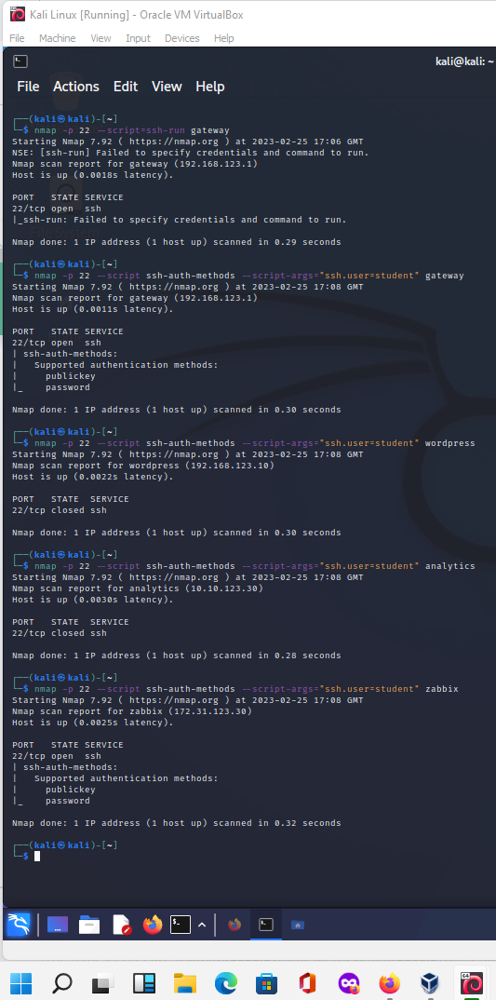 Kali Linux [Running] - Oracle VM VirtualBox
File Machine View Input Devices Help
kali@kali: ~
File Actions Edit View Help
┌──(kali㉿kali)-[~]
└─$ nmap -p 22 --script=ssh-run gateway
Starting Nmap 7.92 ( https://nmap.org ) at 2023-02-25 17:06 GMT
NSE: [ssh-run] Failed to specify credentials and command to run.
Nmap scan report for gateway (192.168.123.1)
Host is up (0.0018s latency).
PORT   STATE SERVICE
22/tcp open  ssh
|_ssh-run: Failed to specify credentials and command to run.
Nmap done: 1 IP address (1 host up) scanned in 0.29 seconds
┌──(kali㉿kali)-[~]
└─$ nmap -p 22 --script ssh-auth-methods --script-args="ssh.user=student" gateway
Starting Nmap 7.92 ( https://nmap.org ) at 2023-02-25 17:08 GMT
Nmap scan report for gateway (192.168.123.1)
Host is up (0.0011s latency).
PORT   STATE SERVICE
22/tcp open  ssh
| ssh-auth-methods:
|   Supported authentication methods:
|     publickey
|_    password
Nmap done: 1 IP address (1 host up) scanned in 0.30 seconds
┌──(kali㉿kali)-[~]
└─$ nmap -p 22 --script ssh-auth-methods --script-args="ssh.user=student" wordpress
Starting Nmap 7.92 ( https://nmap.org ) at 2023-02-25 17:08 GMT
Nmap scan report for wordpress (192.168.123.10)
Host is up (0.0022s latency).
PORT   STATE  SERVICE
22/tcp closed ssh
Nmap done: 1 IP address (1 host up) scanned in 0.30 seconds
┌──(kali㉿kali)-[~]
└─$ nmap -p 22 --script ssh-auth-methods --script-args="ssh.user=student" analytics
Starting Nmap 7.92 ( https://nmap.org ) at 2023-02-25 17:08 GMT
Nmap scan report for analytics (10.10.123.30)
Host is up (0.0030s latency).
PORT   STATE  SERVICE
22/tcp closed ssh
Nmap done: 1 IP address (1 host up) scanned in 0.28 seconds
┌──(kali㉿kali)-[~]
└─$ nmap -p 22 --script ssh-auth-methods --script-args="ssh.user=student" zabbix
Starting Nmap 7.92 ( https://nmap.org ) at 2023-02-25 17:08 GMT
Nmap scan report for zabbix (172.31.123.30)
Host is up (0.0025s latency).
PORT   STATE SERVICE
22/tcp open  ssh
| ssh-auth-methods:
|   Supported authentication methods:
|     publickey
|_    password
Nmap done: 1 IP address (1 host up) scanned in 0.32 seconds
┌──(kali㉿kali)-[~]
└─$